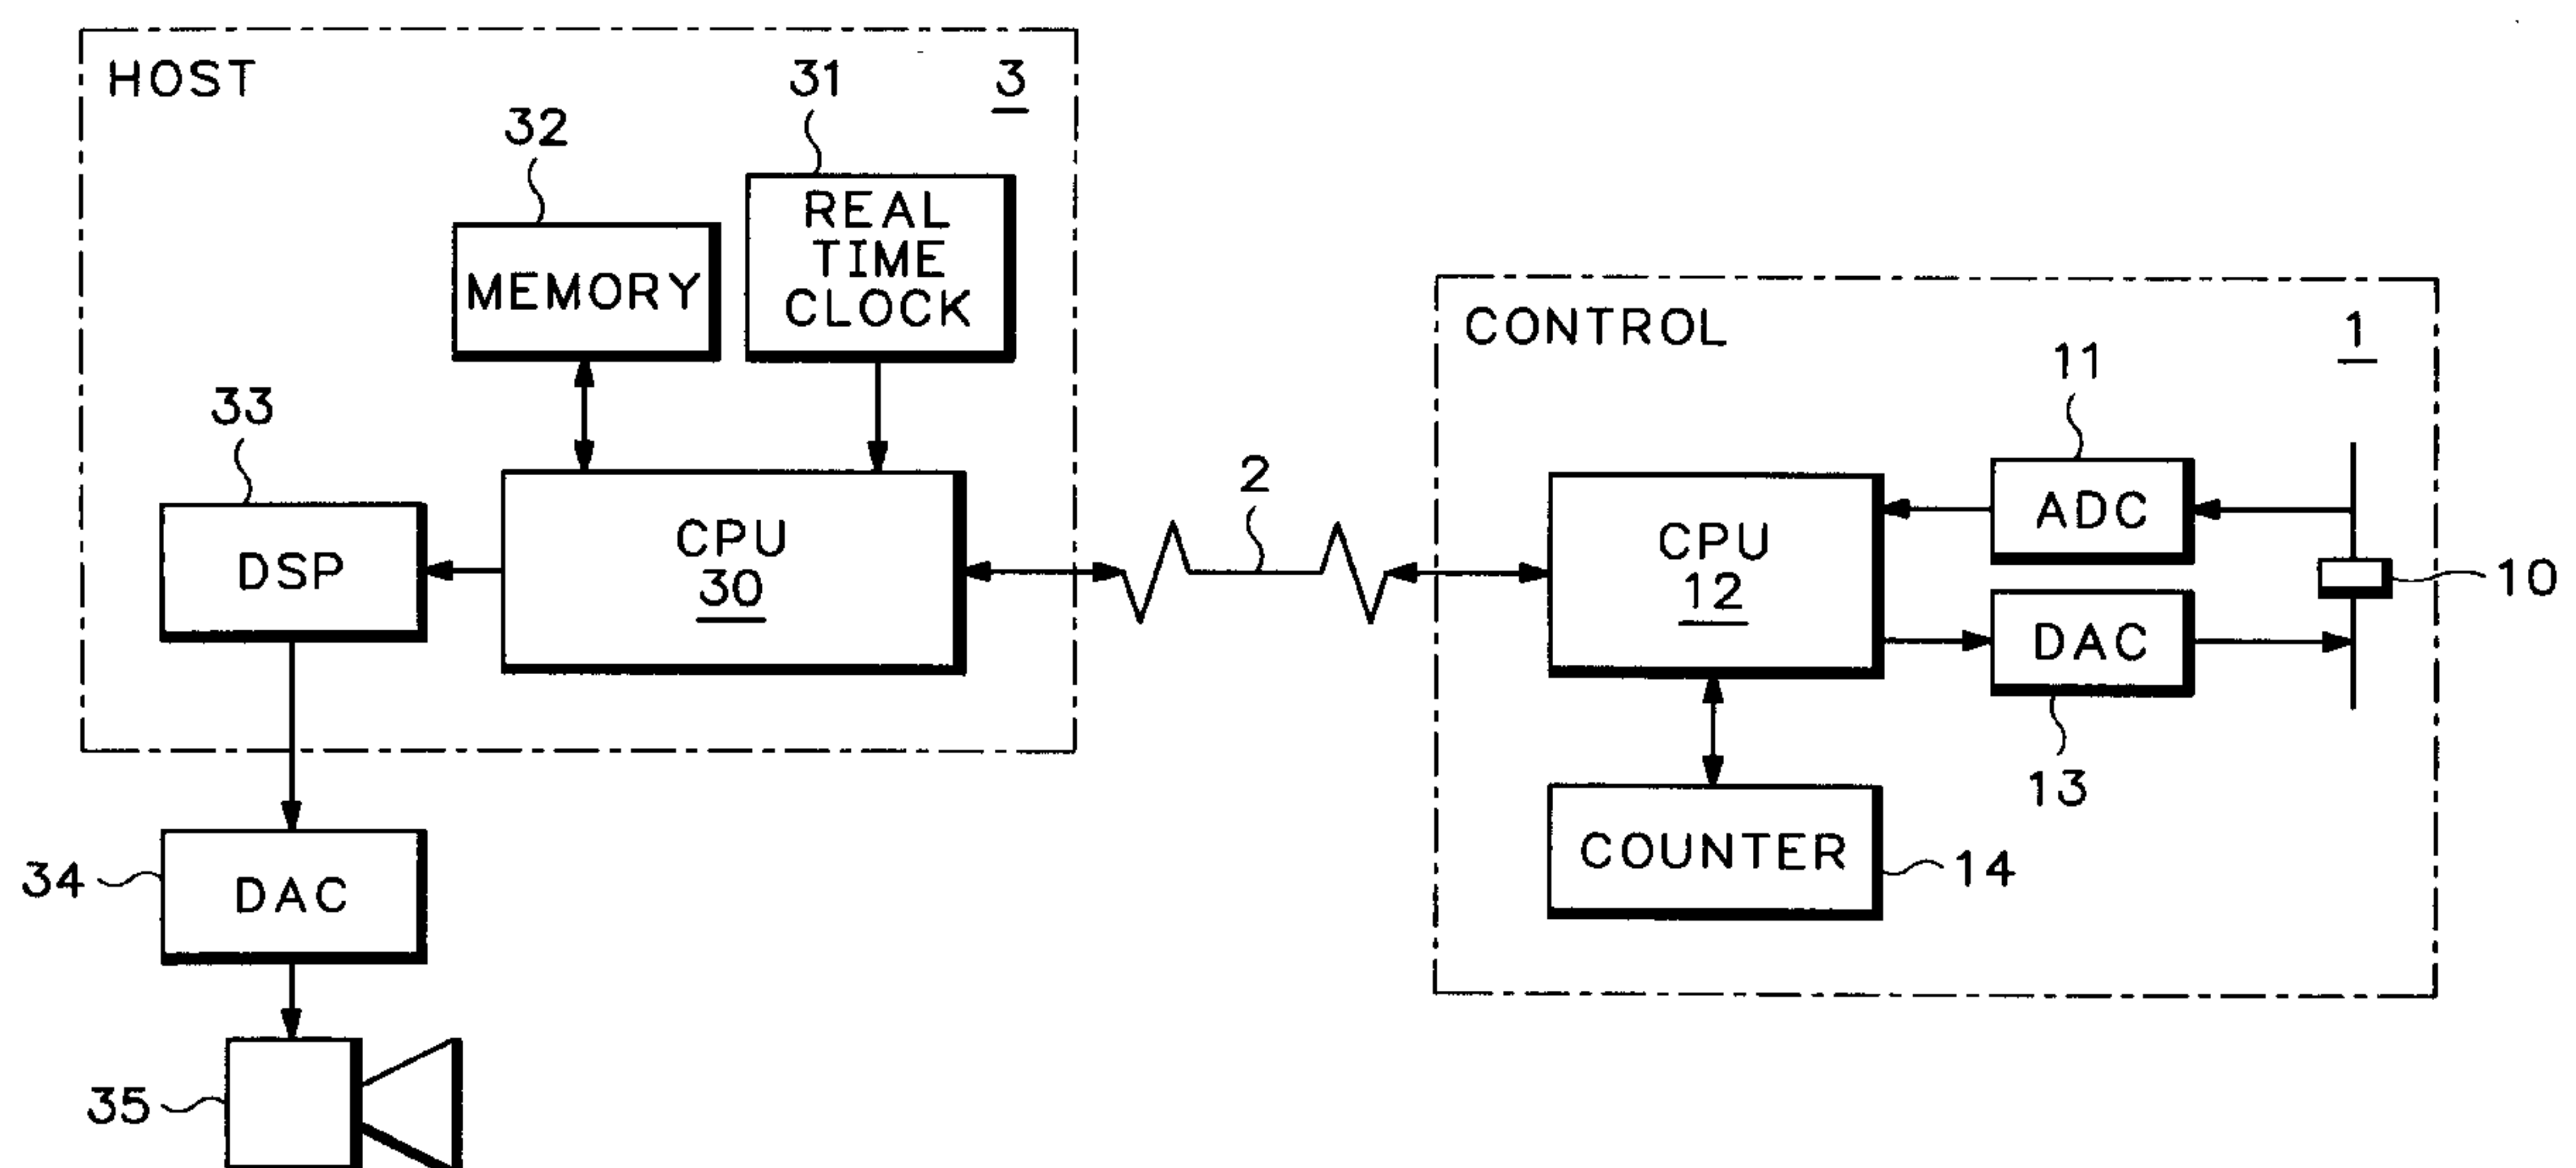 HOST
3
31
32
REAL
TIME
CLOCK
MEMORY
33
DSP
CPU
30
2
CONTROL
1
11
ADC
CPU
12
10
DAC
13
COUNTER
14
34
DAC
35